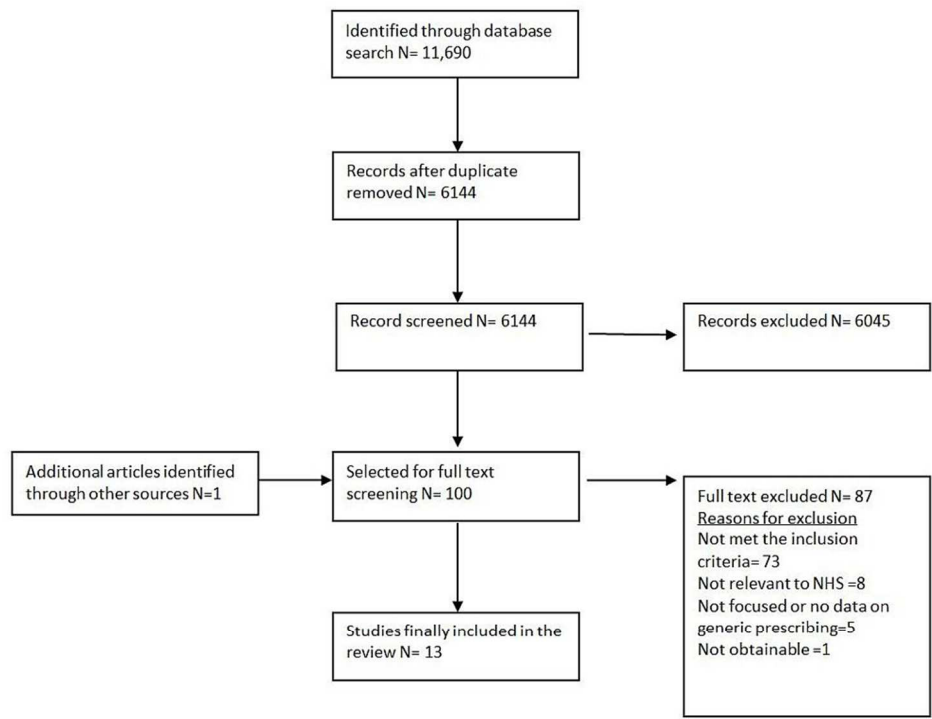 Identified through database
search N= 11,690
Records after duplicate
removed N= 6144
Record screened N= 6144
Records excluded N= 6045
Additional articles identified
through other sources N=1
Selected for full text
screening N= 100
Full text excluded N= 87
Reasons for exclusion
Not met the inclusion
criteria= 73
Not relevant to NHS =8
Not focused or no data on
generic prescribing=5
Not obtainable =1
Studies finally included in the
review N= 13